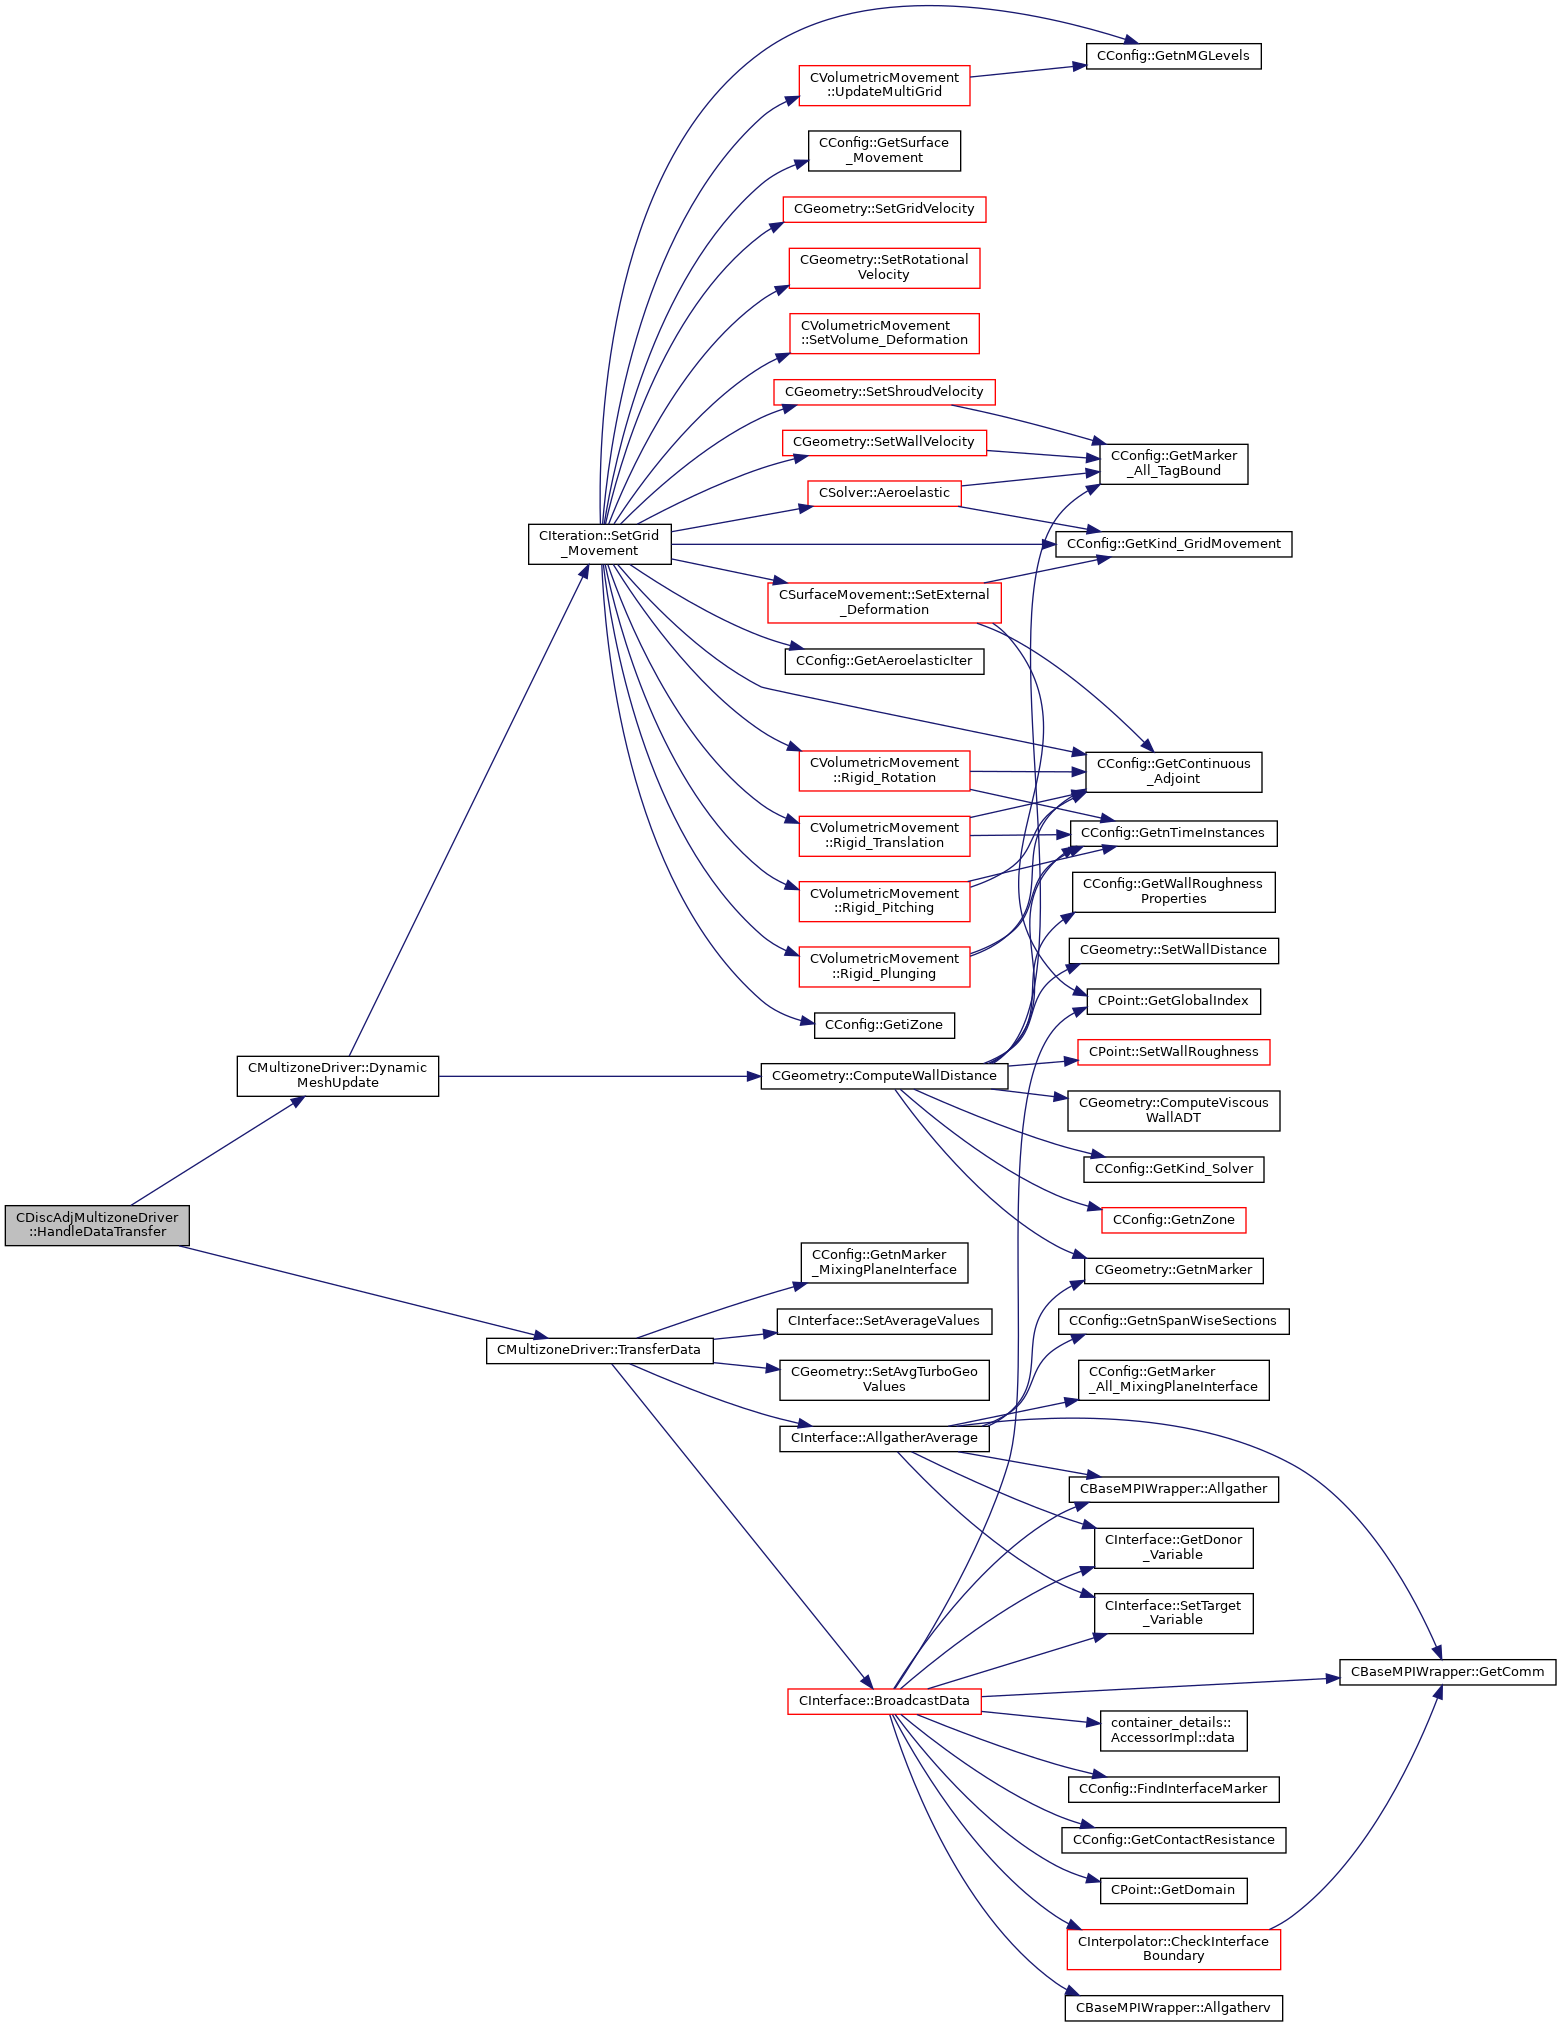 CConfig::GetnMGLevels
CVolumetricMovement
::UpdateMultiGrid
CConfig::GetSurface
_Movement
CGeometry::SetGridVelocity
CGeometry::SetRotational
Velocity
CVolumetricMovement
::SetVolume_Deformation
CGeometry::SetShroudVelocity
CGeometry::SetWallVelocity
CConfig::GetMarker
_All_TagBound
CSolver::Aeroelastic
CIteration::SetGrid
_Movement
CConfig::GetKind_GridMovement
CSurfaceMovement::SetExternal
_Deformation
CConfig::GetAeroelasticIter
CVolumetricMovement
::Rigid_Rotation
CConfig::GetContinuous
_Adjoint
CVolumetricMovement
::Rigid_Translation
CConfig::GetnTimeInstances
CVolumetricMovement
::Rigid_Pitching
CConfig::GetWallRoughness
Properties
CVolumetricMovement
::Rigid_Plunging
CGeometry::SetWallDistance
CPoint::GetGlobalIndex
CConfig::GetiZone
CMultizoneDriver::Dynamic
MeshUpdate
CGeometry::ComputeWallDistance
CPoint::SetWallRoughness
CGeometry::ComputeViscous
WallADT
CConfig::GetKind_Solver
CConfig::GetnZone
CDiscAdjMultizoneDriver
::HandleDataTransfer
CConfig::GetnMarker
_MixingPlaneInterface
CGeometry::GetnMarker
CInterface::SetAverageValues
CConfig::GetnSpanWiseSections
CMultizoneDriver::TransferData
CGeometry::SetAvgTurboGeo
Values
CConfig::GetMarker
_All_MixingPlaneInterface
CInterface::AllgatherAverage
CBaseMPIWrapper::Allgather
CInterface::GetDonor
_Variable
CInterface::SetTarget
_Variable
CBaseMPIWrapper::GetComm
CInterface::BroadcastData
container_details::
AccessorImpl::data
CConfig::FindInterfaceMarker
CConfig::GetContactResistance
CPoint::GetDomain
CInterpolator::CheckInterface
Boundary
CBaseMPIWrapper::Allgatherv